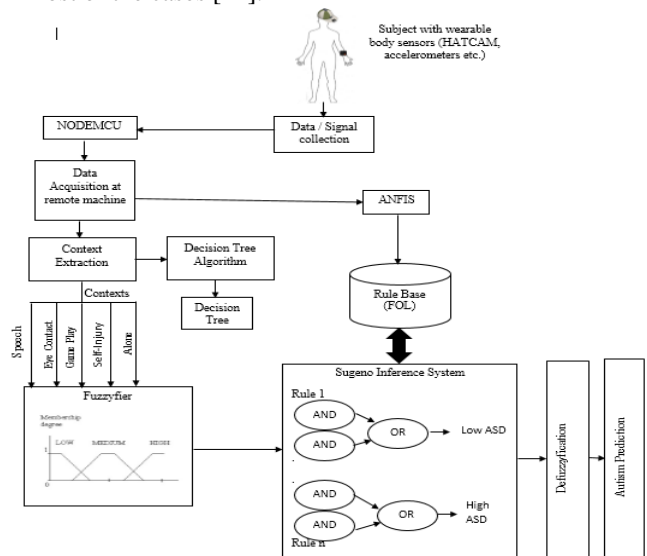 Subject with wearable
body sensors (HATCAM,
accelerometers etc.)
NODEMCU
Data / Signal
collection
Data
Acquisition at
remote machine
ANFIS
Context
Extraction
Decision Tree
Algorithm
Rule Base
(FOL)
Contexts
Decision
Tree
Speech
Eye Contact
Game Play
Self-Injury
Alone
Fuzzyfier
Membership
degree
LOW MEDIUM HIGH
1
0
Sugeno Inference System
Rule 1
AND
AND
OR
Low ASD
.
.
AND
AND
OR
High
ASD
Rule n
Defuzzyfication
Autism Prediction